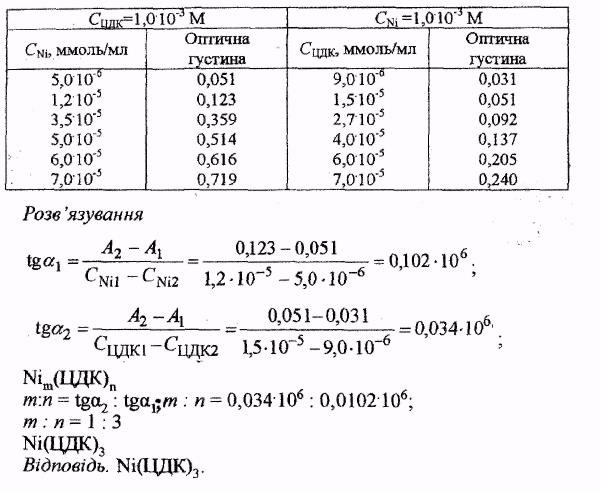 C_ЦДК=1,0·10⁻³ М C_Ni=1,0·10⁻³ М
C_Ni, ммоль/мл Оптична густина C_ЦДК, ммоль/мл Оптична густина
5,0·10⁻⁶ 0,051 9,0·10⁻⁶ 0,031
1,2·10⁻⁵ 0,123 1,5·10⁻⁵ 0,051
3,5·10⁻⁵ 0,359 2,7·10⁻⁵ 0,092
5,0·10⁻⁵ 0,514 4,0·10⁻⁵ 0,137
6,0·10⁻⁵ 0,616 6,0·10⁻⁵ 0,205
7,0·10⁻⁵ 0,719 7,0·10⁻⁵ 0,240
Розв'язування
tgα₁ = (A₂ − A₁)/(C_Ni1 − C_Ni2) = (0,123 − 0,051)/(1,2·10⁻⁵ − 5,0·10⁻⁶) = 0,102·10⁶;
tgα₂ = (A₂ − A₁)/(C_ЦДК1 − C_ЦДК2) = (0,051−0,031)/(1,5·10⁻⁵ −9,0·10⁻⁶) = 0,034·10⁶;
Ni_m(ЦДК)_n
m:n = tgα₂ : tgα₁; m : n = 0,034·10⁶ : 0,0102·10⁶;
m : n = 1 : 3
Ni(ЦДК)₃
Відповідь. Ni(ЦДК)₃.